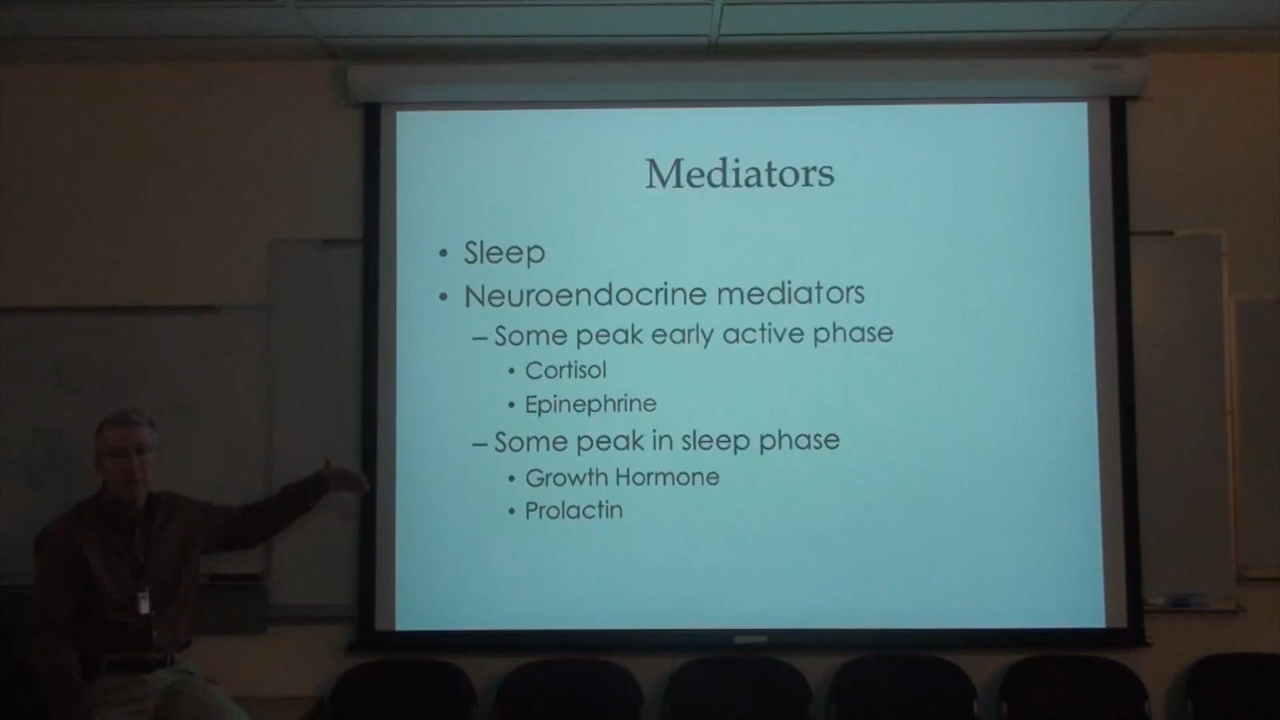 Mediators
• Sleep
• Neuroendocrine mediators
– Some peak early active phase
• Cortisol
• Epinephrine
– Some peak in sleep phase
• Growth Hormone
• Prolactin